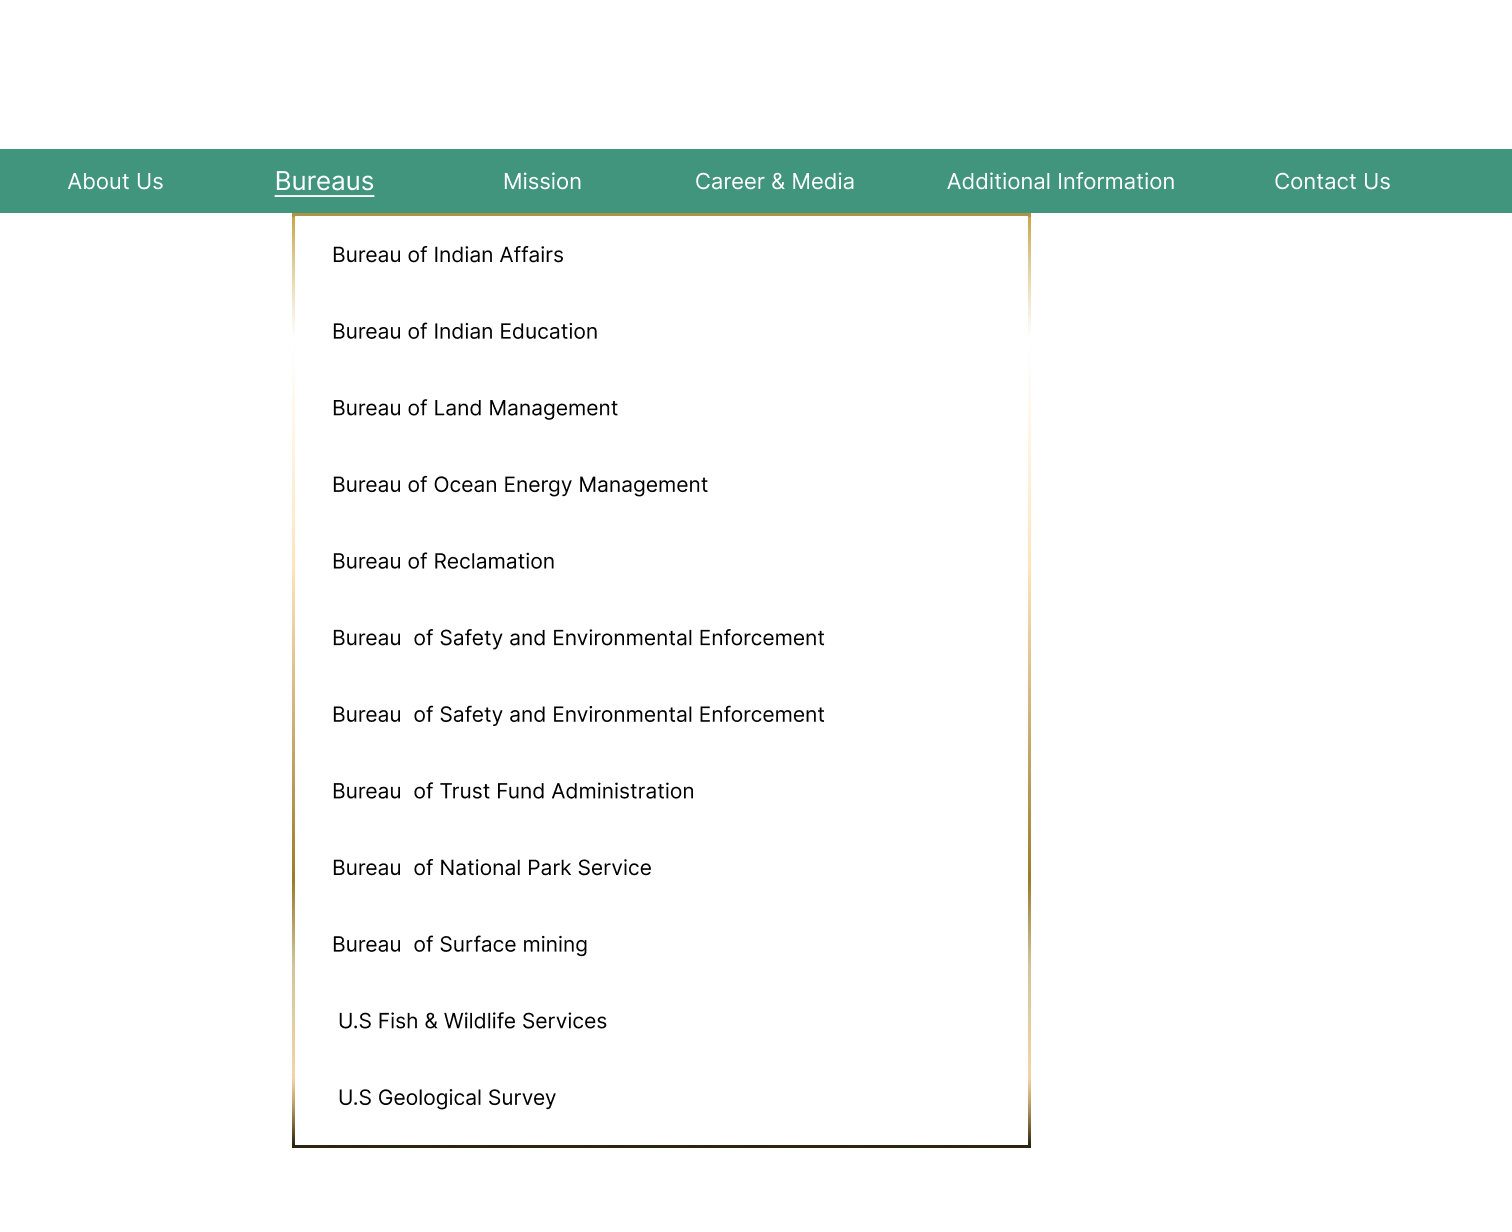 About Us Bureaus Mission Career & Media Additional Information Contact Us
Bureau of Indian Affairs
Bureau of Indian Education
Bureau of Land Management
Bureau of Ocean Energy Management
Bureau of Reclamation
Bureau  of Safety and Environmental Enforcement
Bureau  of Safety and Environmental Enforcement
Bureau  of Trust Fund Administration
Bureau  of National Park Service
Bureau  of Surface mining
U.S Fish & Wildlife Services
U.S Geological Survey